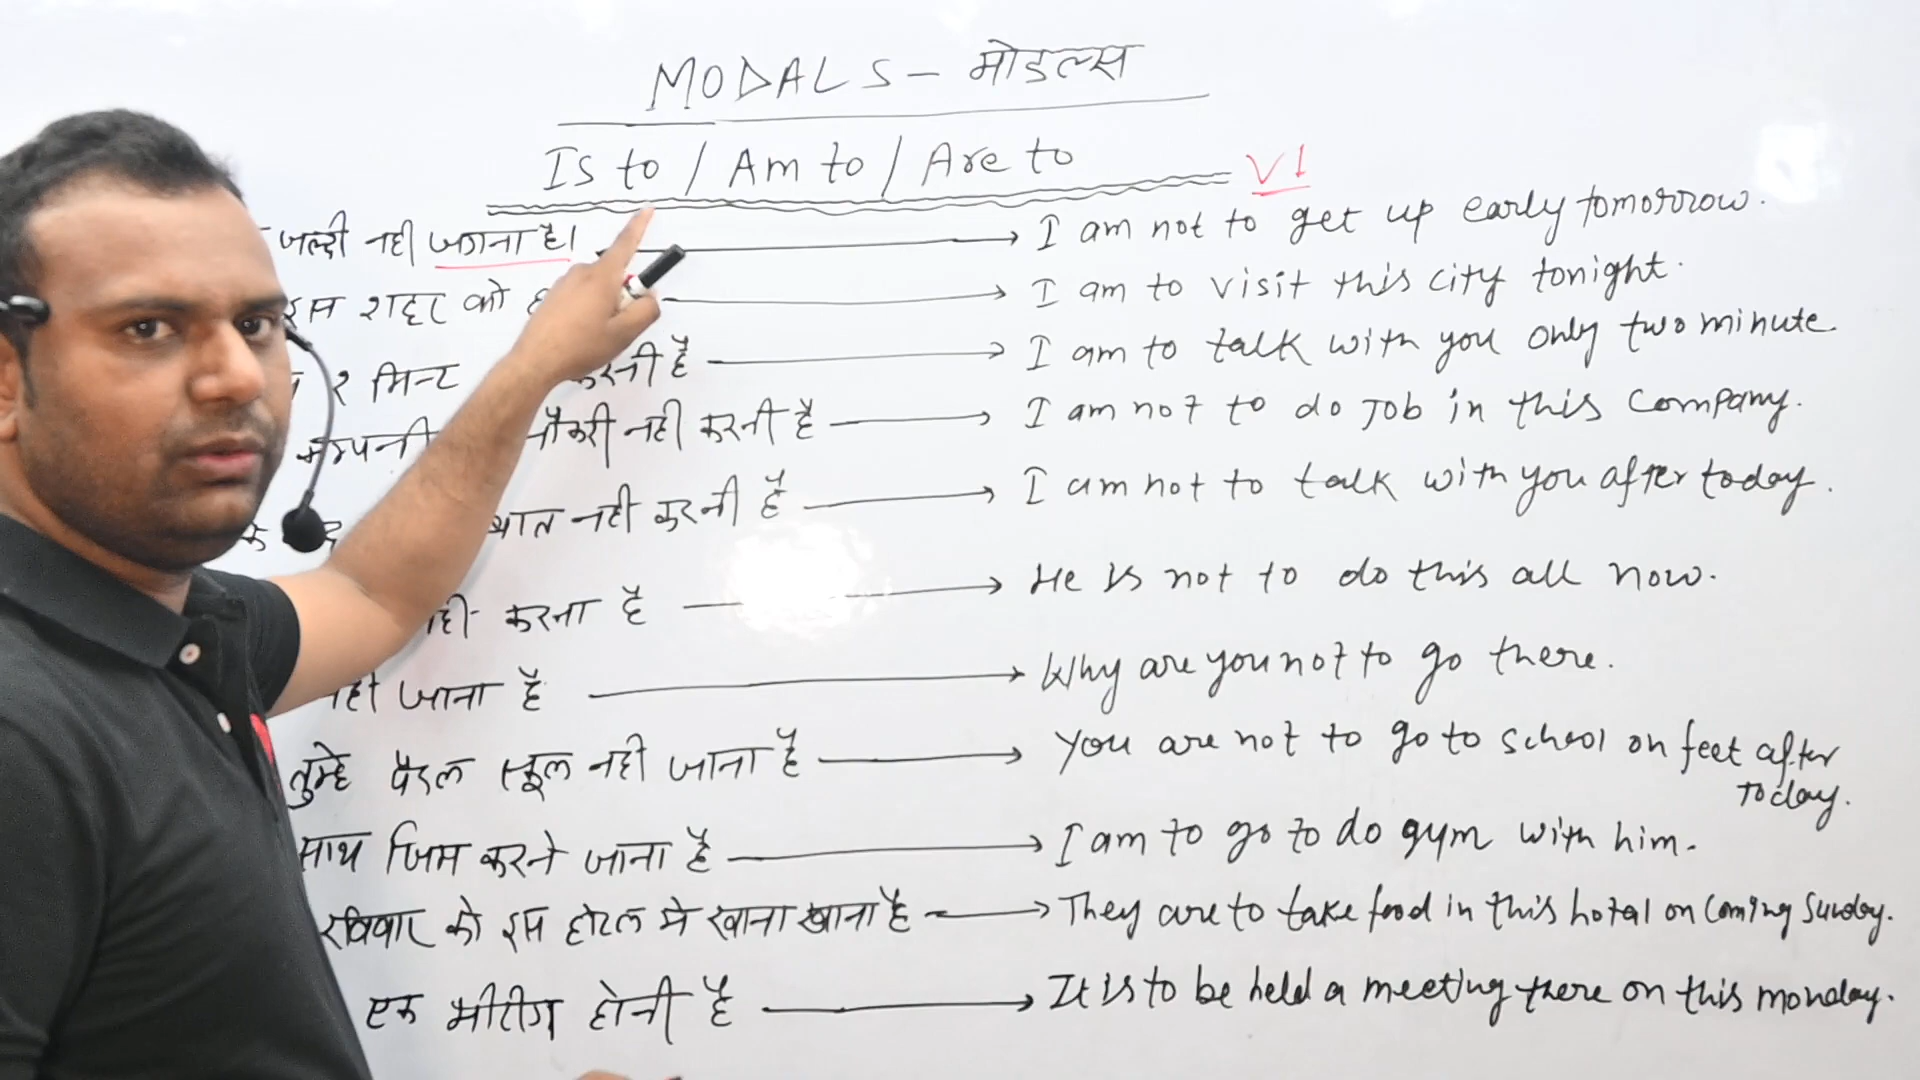 MODALS - मोडल्स
Is to / Am to / Are to V1
जल्दी नही जगना है। → I am not to get up early tomorrow.
इस शहर को → I am to visit this city tonight.
२ मिन्ट करनी है → I am to talk with you only two minute.
कम्पनी नौकरी नही करनी है → I am not to do Job in this Company.
बात नही करनी है → I am not to talk with you after today.
नही करना है → He is not to do this all now.
नही जाना है → Why are you not to go there.
तुम्हे पैदल स्कूल नही जाना है → You are not to go to school on feet after today.
साथ जिम करने जाना है → I am to go to do gym with him.
रविवार को इस होटल मे खाना खाना है → They are to take food in this hotal on Coming Sunday.
एक मीटींग होनी है → It is to be held a meeting there on this monday.